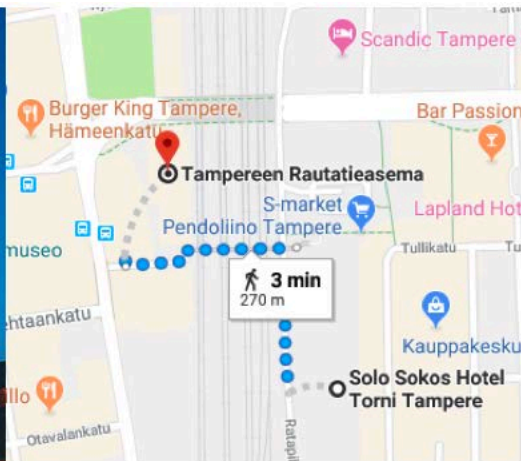 Scandic Tampere
Burger King Tampere,
Hämeenkatu
Bar Passion
Tampereen Rautatieasema
S-market
Pendoliino Tampere
Lapland
museo
Tullikatu
3 min
270 m
Kauppakesku
Solo Sokos Hotel
Torni Tampere
Otavalankatu